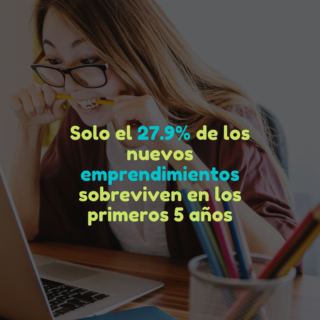 Solo el 27.9% de los
nuevos
emprendimientos
sobreviven en los
primeros 5 años